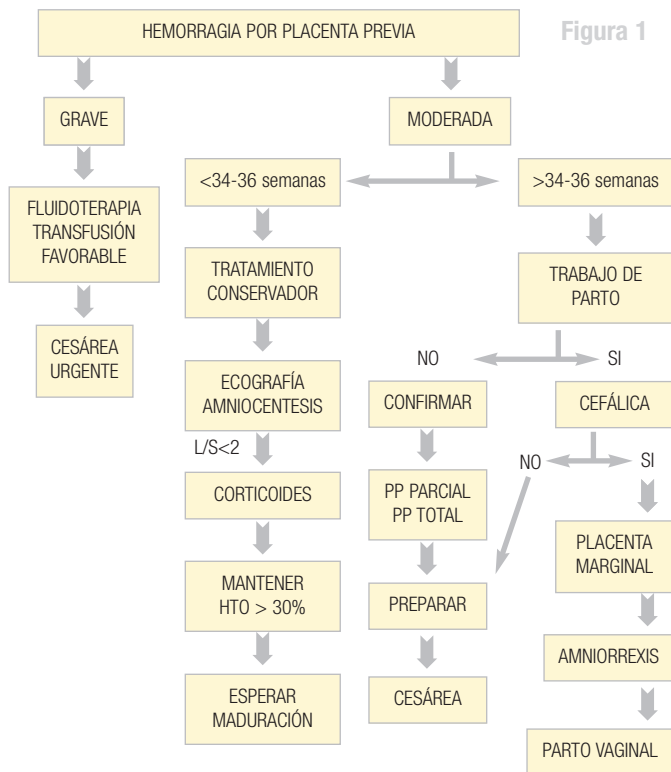 HEMORRAGIA POR PLACENTA PREVIA
Figura 1
GRAVE
MODERADA
<34-36 semanas
>34-36 semanas
FLUIDOTERAPIA
TRANSFUSIÓN
FAVORABLE
TRATAMIENTO
CONSERVADOR
TRABAJO DE
PARTO
CESÁREA
URGENTE
NO
SI
ECOGRAFÍA
AMNIOCENTESIS
CONFIRMAR
CEFÁLICA
L/S<2
NO
SI
CORTICOIDES
PP PARCIAL
PP TOTAL
PLACENTA
MARGINAL
MANTENER
HTO > 30%
PREPARAR
AMNIORREXIS
ESPERAR
MADURACIÓN
CESÁREA
PARTO VAGINAL